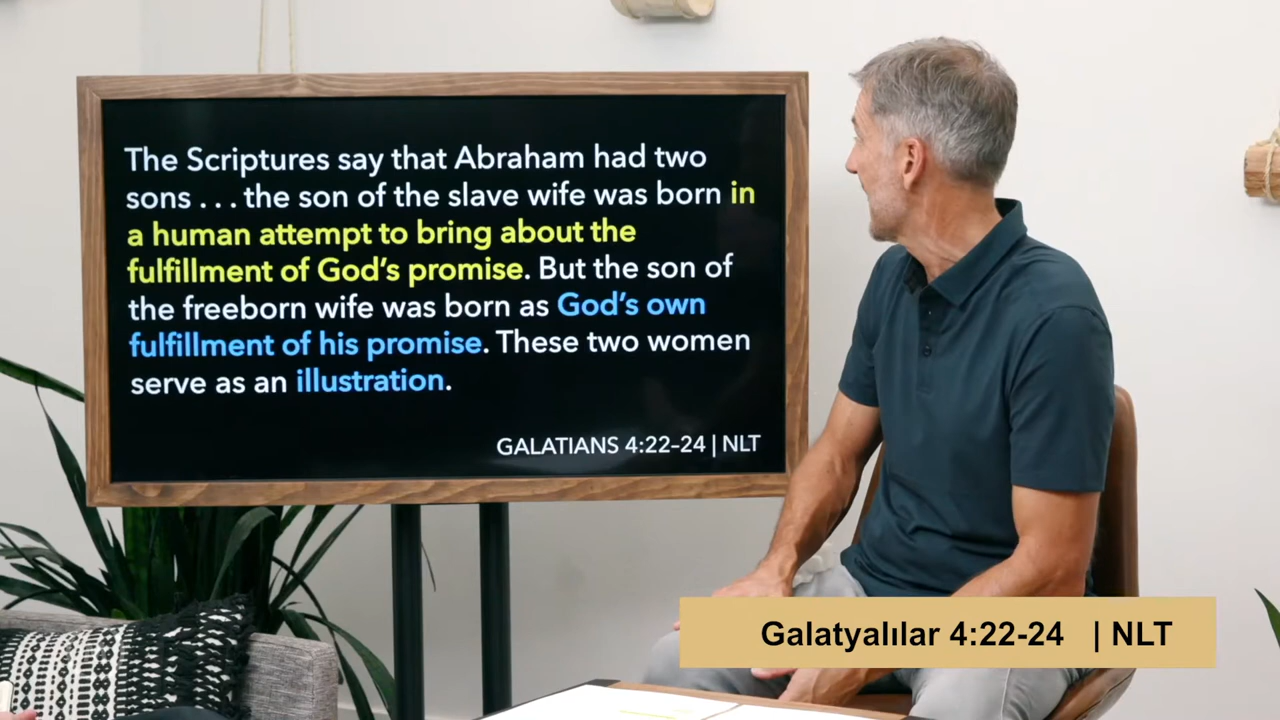 The Scriptures say that Abraham had two
sons . . . the son of the slave wife was born in
a human attempt to bring about the
fulfillment of God's promise. But the son of
the freeborn wife was born as God's own
fulfillment of his promise. These two women
serve as an illustration.
GALATIANS 4:22–24 | NLT
Galatyalılar 4:22-24 | NLT